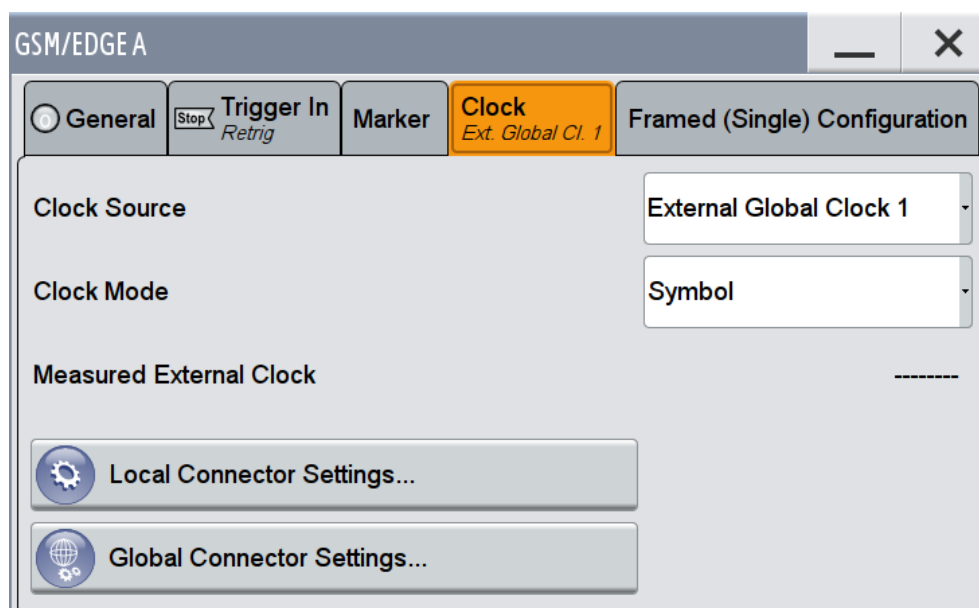 GSM/EDGE A
General
Stop
Trigger In
Retrig
Marker
Clock
Ext. Global Cl. 1
Framed (Single) Configuration
Clock Source
External Global Clock 1
Clock Mode
Symbol
Measured External Clock
--------
Local Connector Settings...
Global Connector Settings...